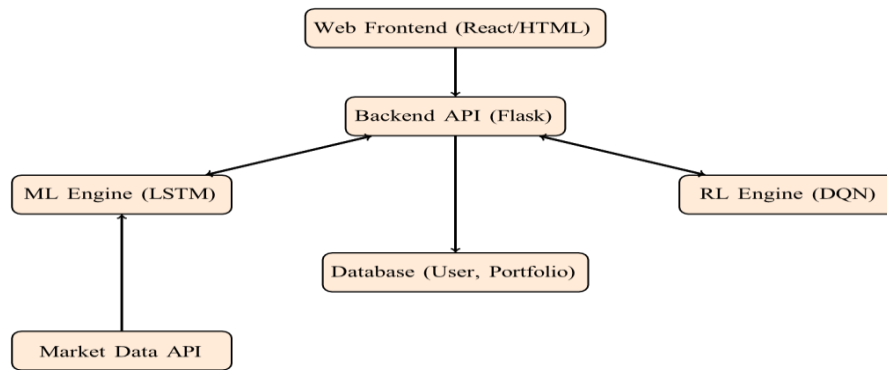 Web Frontend (React/HTML)
Backend API (Flask)
ML Engine (LSTM)
RL Engine (DQN)
Database (User, Portfolio)
Market Data API